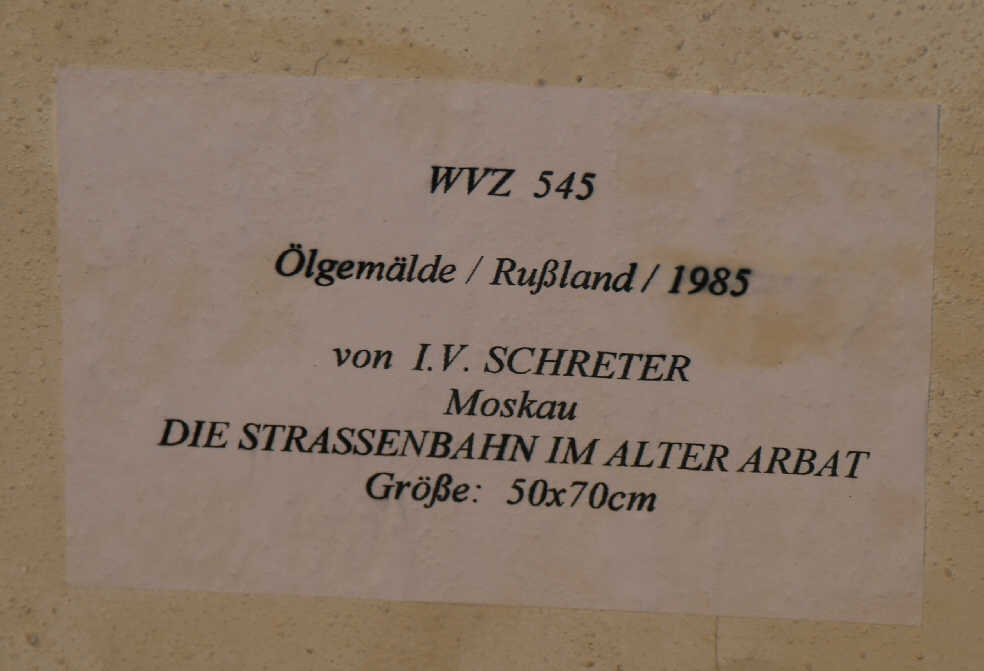 WVZ 545
Ölgemälde / Rußland / 1985
von I.V. SCHRETER
Moskau
DIE STRASSENBAHN IM ALTER ARBAT
Größe: 50x70cm